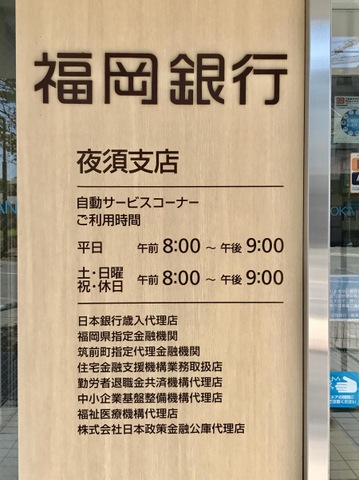 福岡銀行
夜須支店
自動サービスコーナー
ご利用時間
平日 午前 8:00 ~ 午後 9:00
土・日曜
祝・休日 午前 8:00 ~ 午後 9:00
日本銀行歳入代理店
福岡県指定金融機関
筑前町指定代理金融機関
住宅金融支援機構業務取扱店
勤労者退職金共済機構代理店
中小企業基盤整備機構代理店
福祉医療機構代理店
株式会社日本政策金融公庫代理店